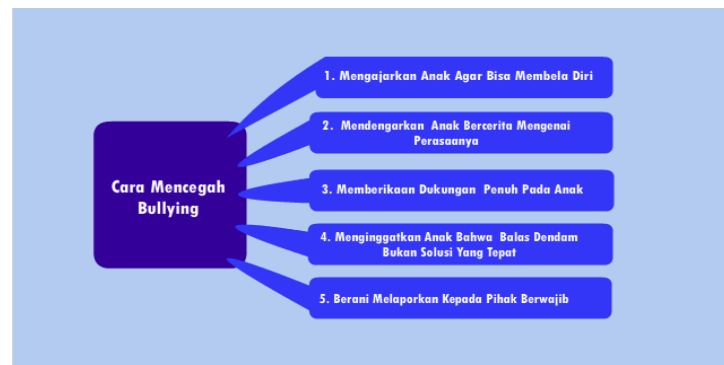 Cara Mencegah
Bullying
1. Mengajarkan Anak Agar Bisa Membela Diri
2. Mendengarkan Anak Bercerita Mengenai
Perasaanya
3. Memberikaan Dukungan Penuh Pada Anak
4. Menginggatkan Anak Bahwa Balas Dendam
Bukan Solusi Yang Tepat
5. Berani Melaporkan Kepada Pihak Berwajib